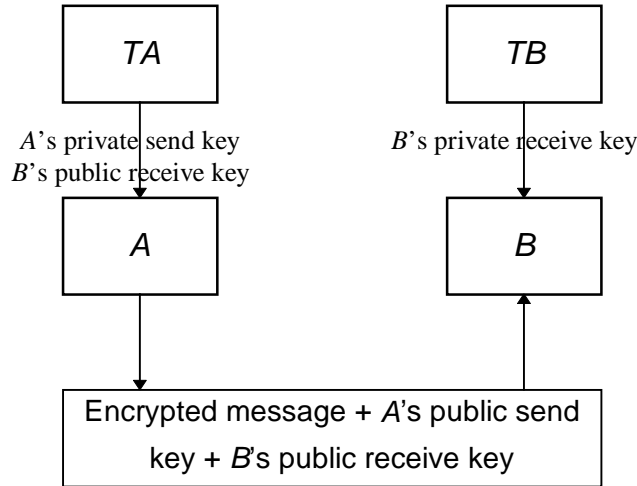 TA
TB
A's private send key
B's public receive key
B's private receive key
A
B
Encrypted message + A's public send
key + B's public receive key